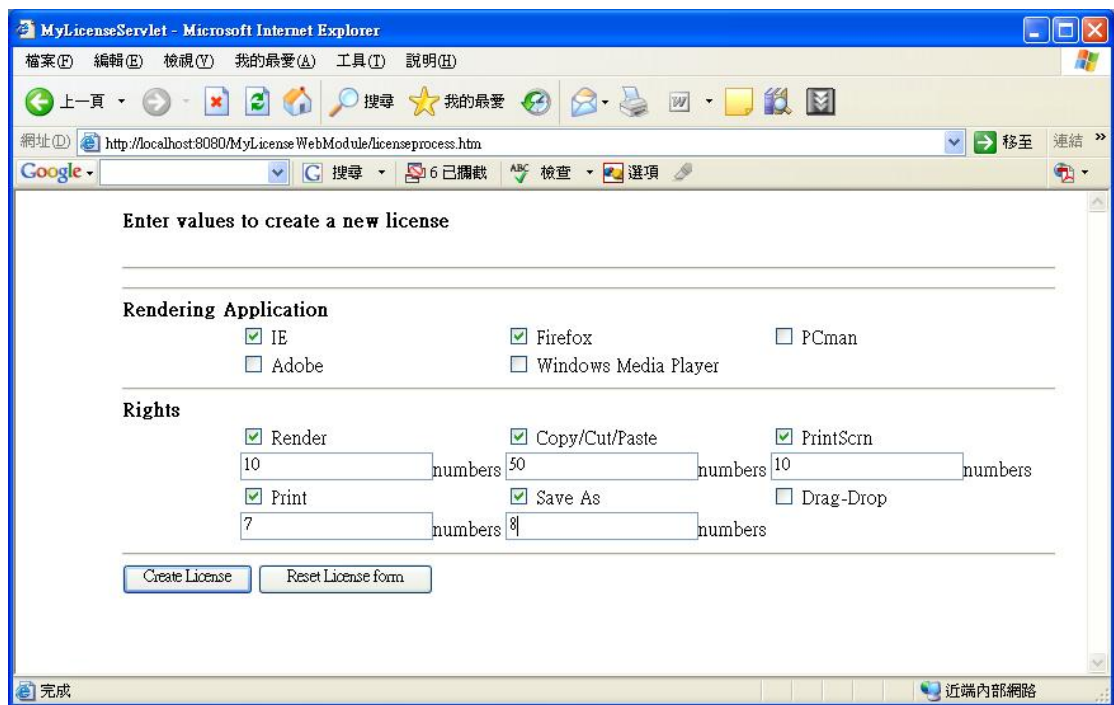 MyLicenseServlet - Microsoft Internet Explorer
檔案(F) 編輯(E) 檢視(V) 我的最愛(A) 工具(T) 說明(H)
上一頁 搜尋 我的最愛
網址(D) http://localhost:8080/MyLicenseWebModule/licenseprocess.htm 移至 連結 »
Google 搜尋 6 已攔截 ABC 檢查 選項
Enter values to create a new license
Rendering Application
IE Firefox PCman
Adobe Windows Media Player
Rights
Render Copy/Cut/Paste PrintScrn
10 numbers 50 numbers 10 numbers
Print Save As Drag-Drop
7 numbers 8 numbers
Create License Reset License form
完成 近端內部網路